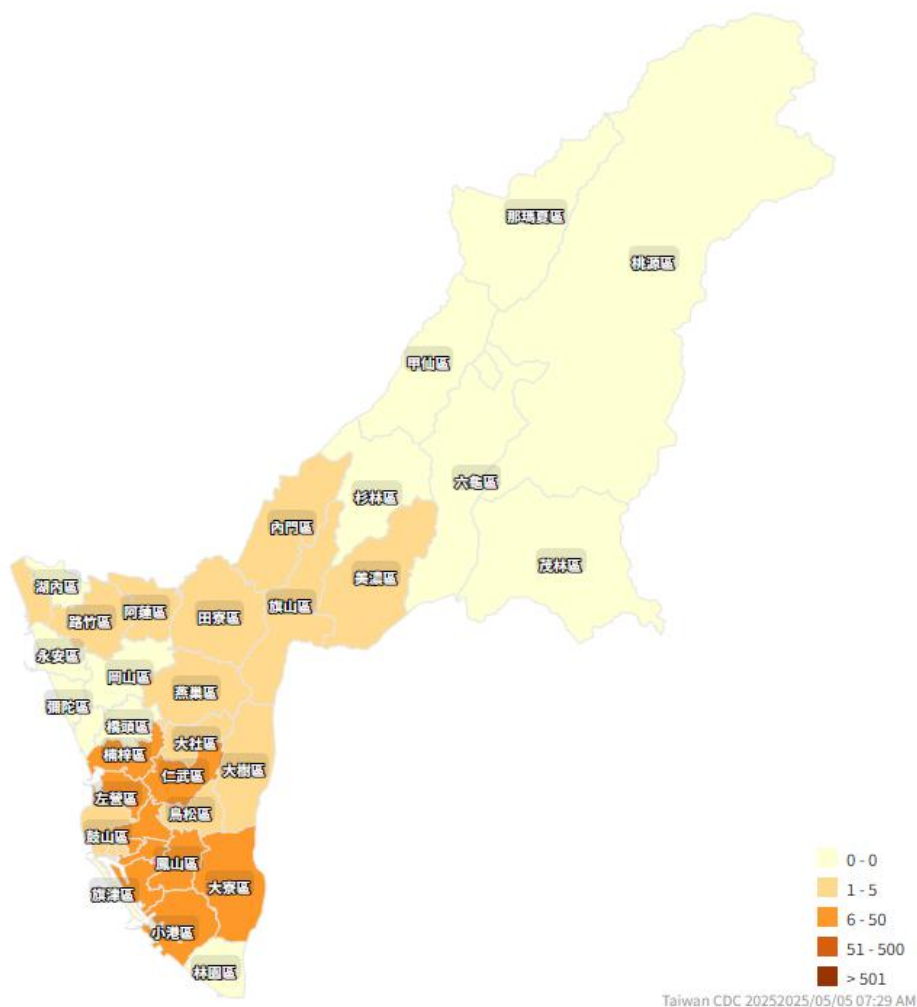 那瑪夏區
桃源區
甲仙區
六龜區
杉林區
內門區
茂林區
美濃區
湖內區
阿蓮區
旗山區
田寮區
路竹區
永安區
岡山區
燕巢區
彌陀區
橋頭區
大社區
楠梓區
仁武區
大樹區
左營區
鳥松區
鼓山區
鳳山區
大寮區
旗津區
小港區
林園區
0 - 0
1 - 5
6 - 50
51 - 500
> 501
Taiwan CDC 20252025/05/05 07:29 AM